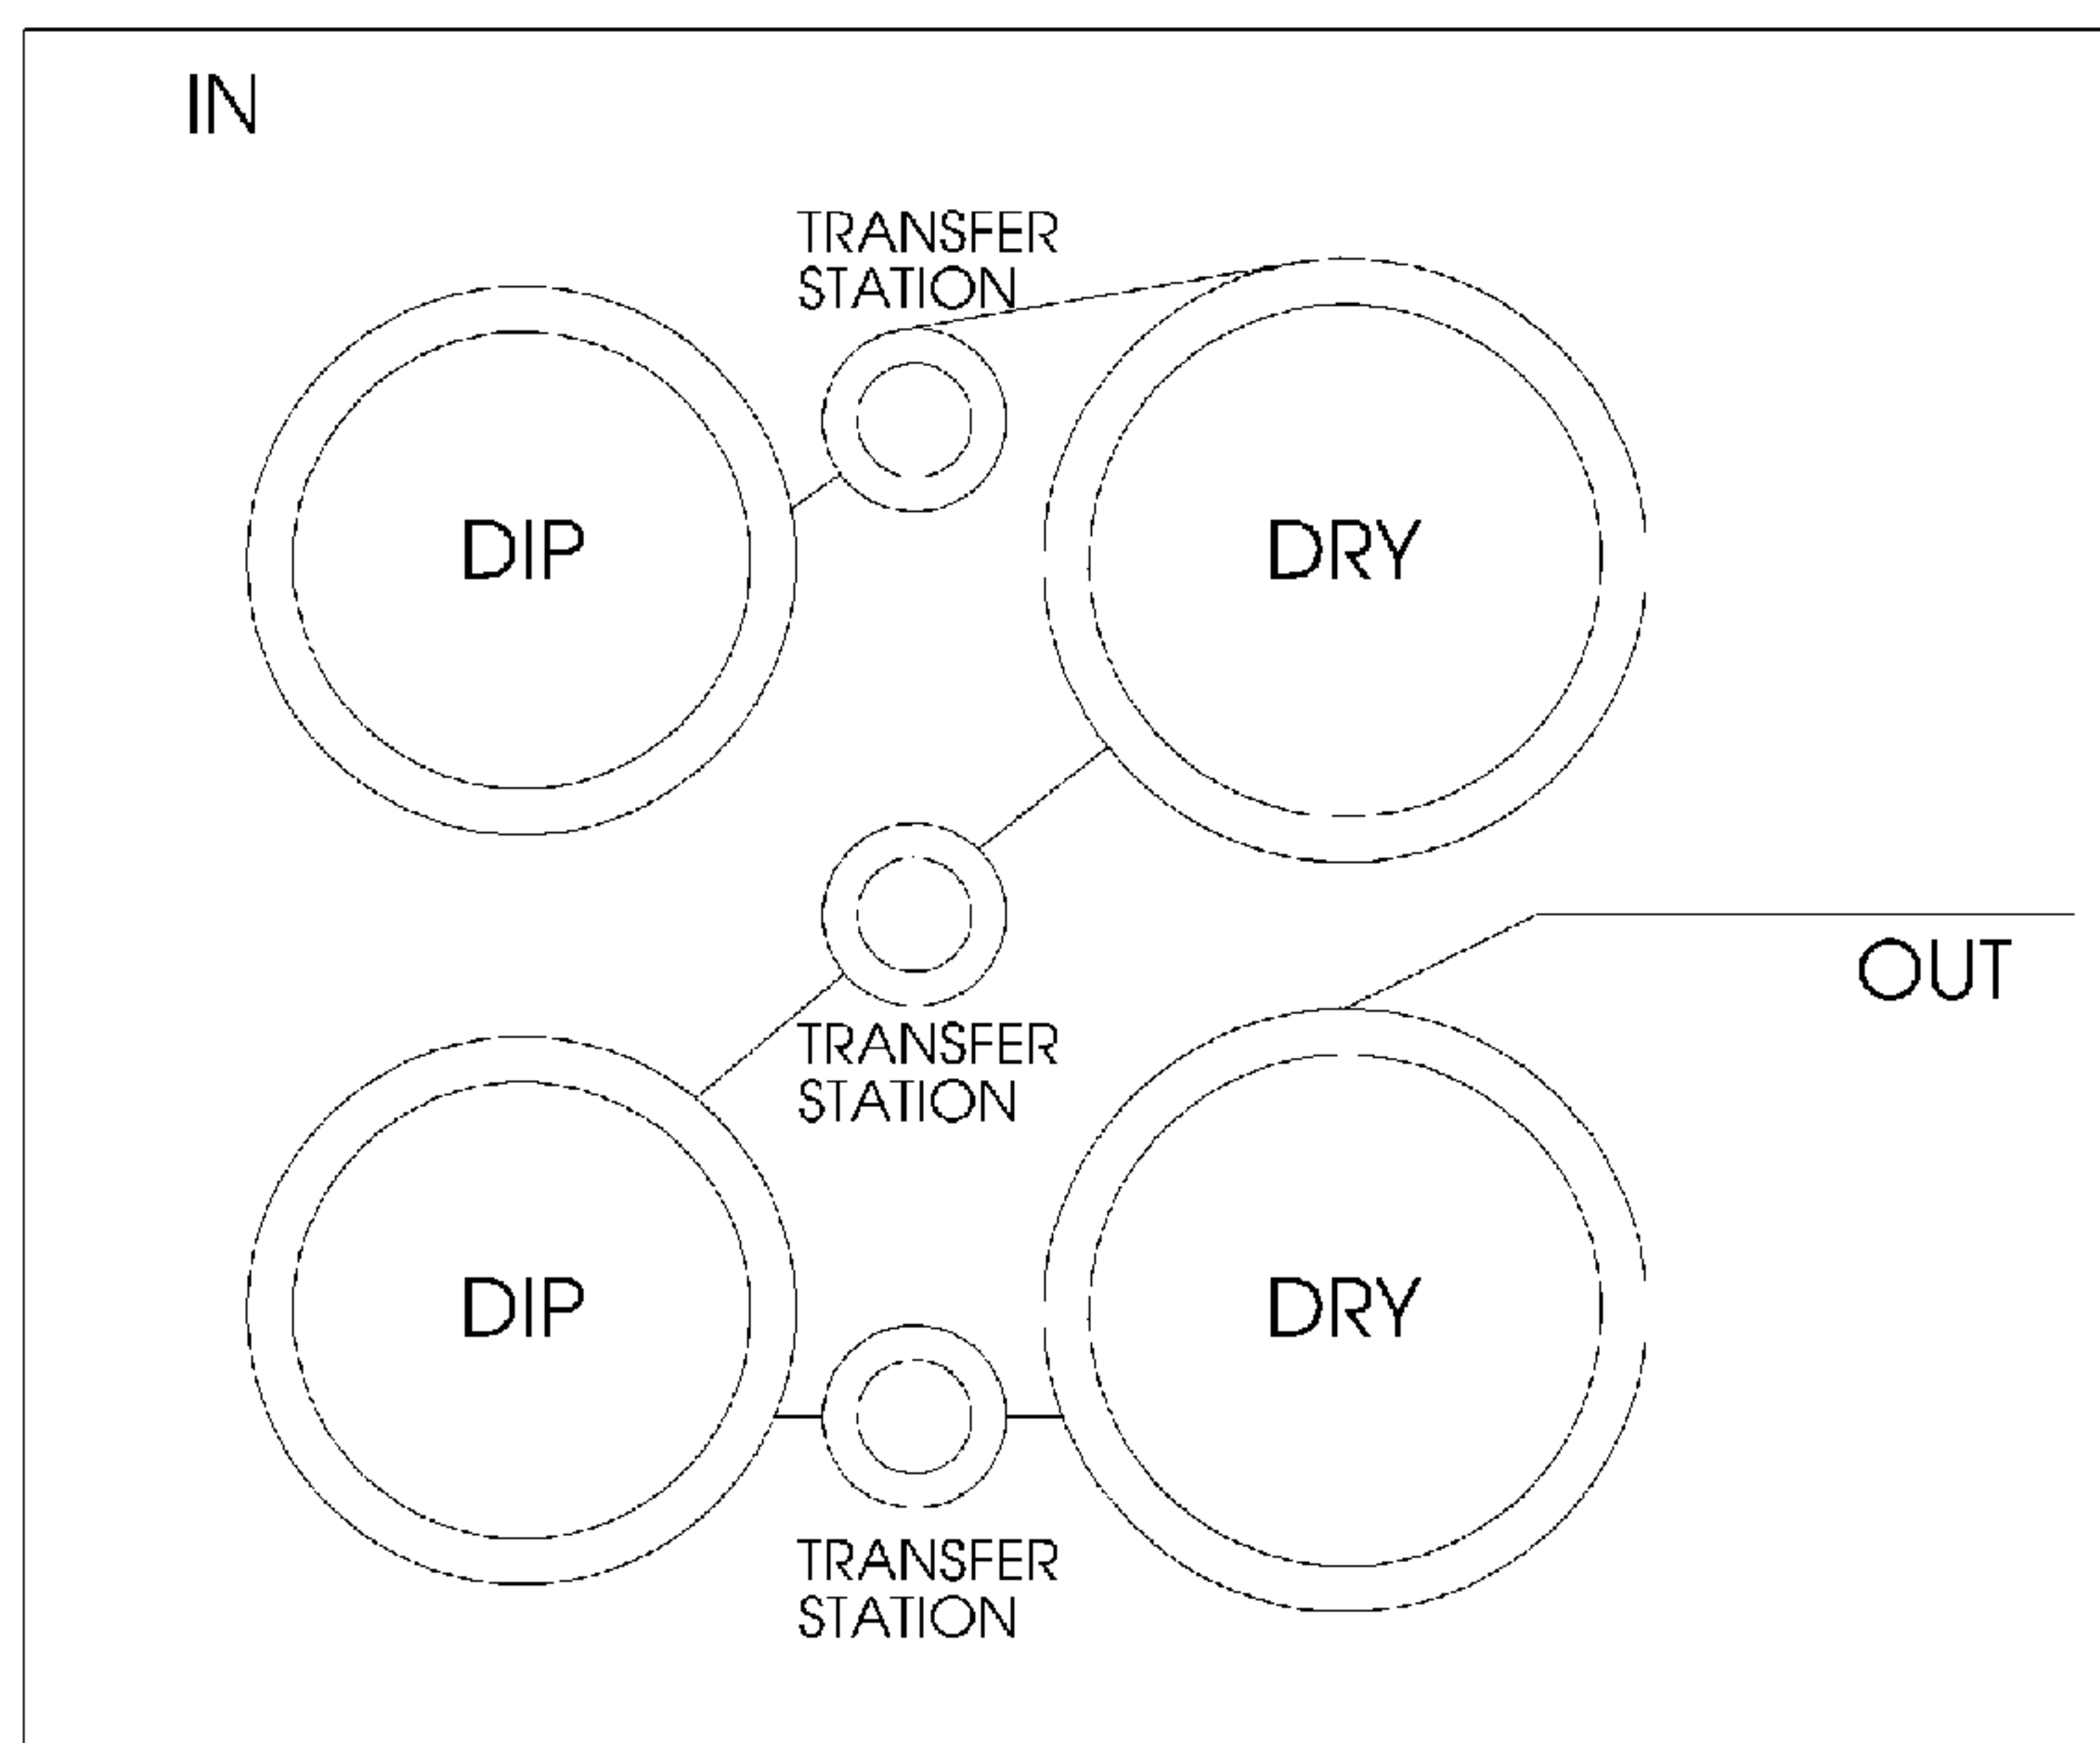 IN
TRANSFER
STATION
DIP
DRY
OUT
TRANSFER
STATION
DIP
DRY
TRANSFER
STATION